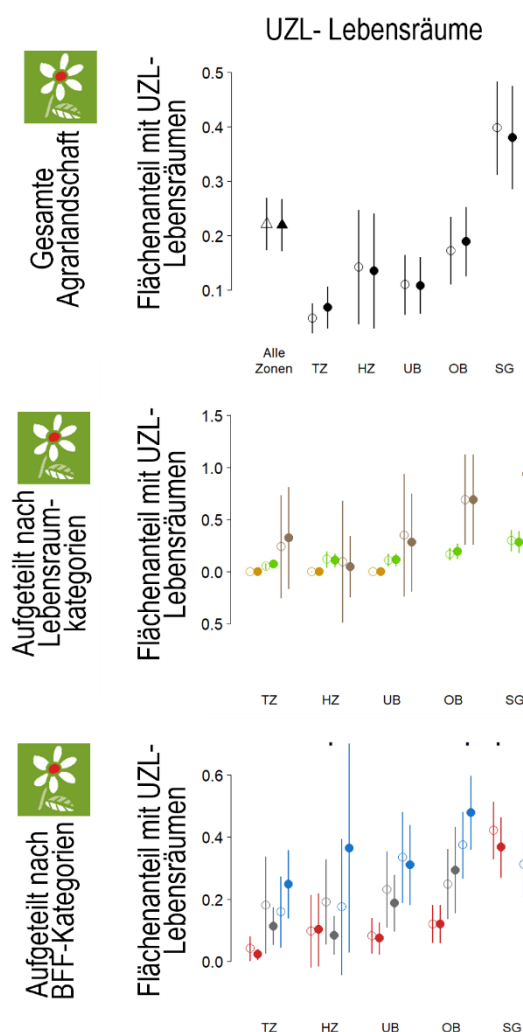 UZL- Lebensräume
Gesamte
Agrarlandschaft
Flächenanteil mit UZL-
Lebensräumen
0.5
0.4
0.3
0.2
0.1
Alle
Zonen
TZ
HZ
UB
OB
SG
Aufgeteilt nach
Lebensraum-
kategorien
Flächenanteil mit UZL-
Lebensräumen
1.5
1.0
0.5
0.0
0.5
TZ
HZ
UB
OB
SG
Aufgeteilt nach
BFF-Kategorien
Flächenanteil mit UZL-
Lebensräumen
0.6
0.4
0.2
0.0
TZ
HZ
UB
OB
SG